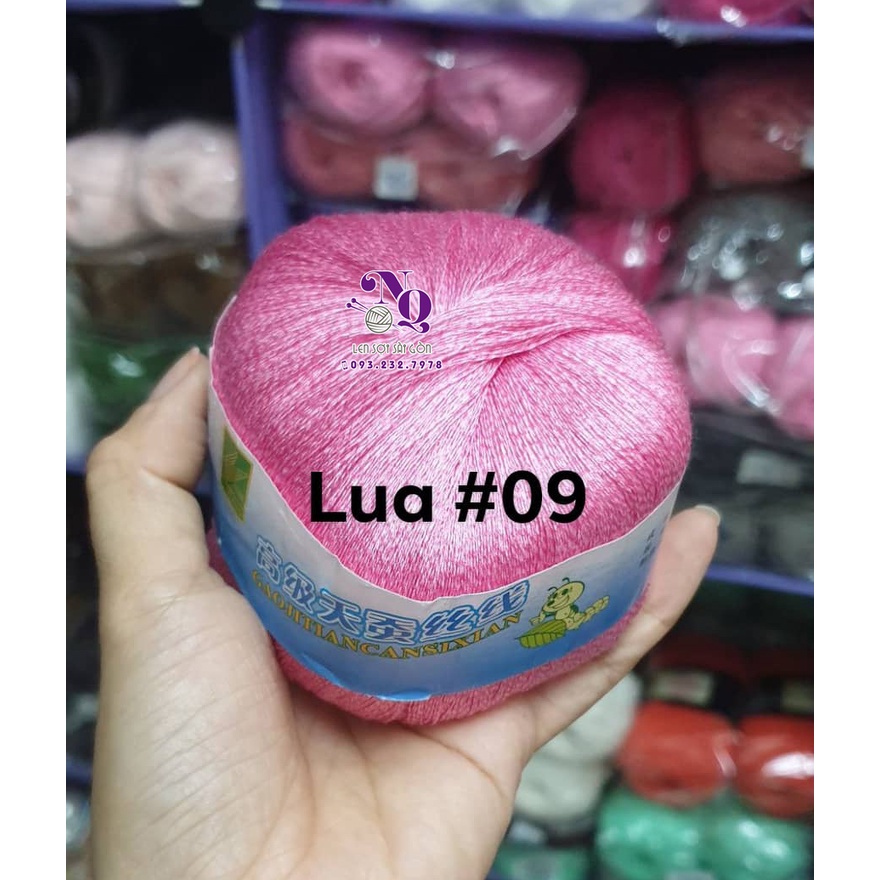 NQ
LEN SỢI SÀI GÒN
093.232.7978
Lua #09
高级天蚕丝线
GAOJITIANCANSIXIAN